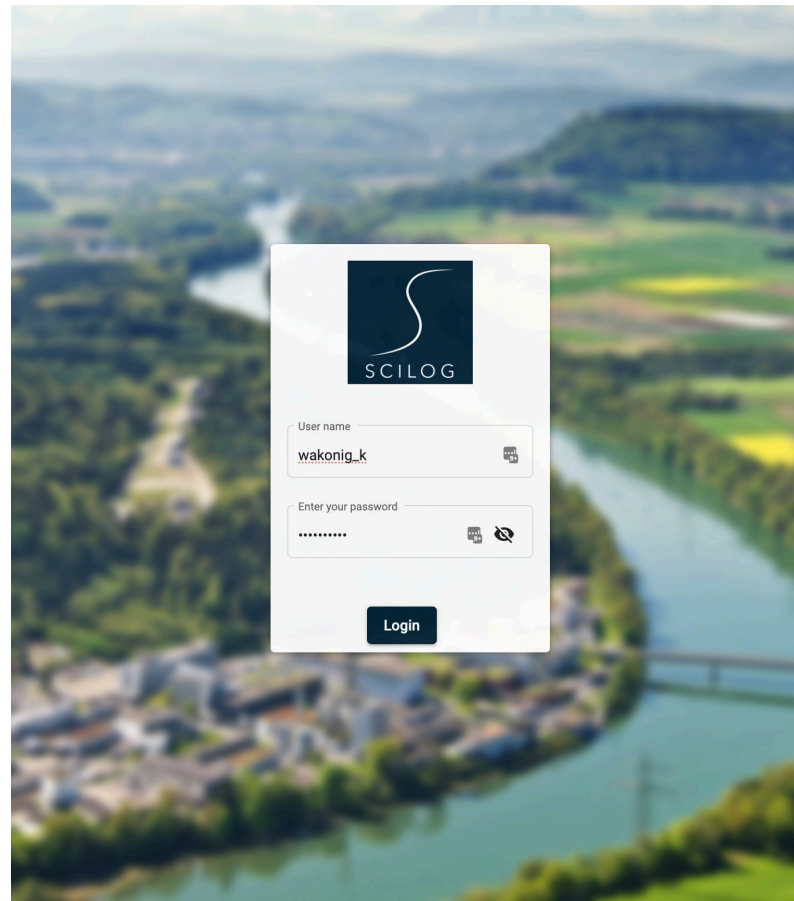 SCILOG
User name
wakonig_k
Enter your password
••••••••••
Login